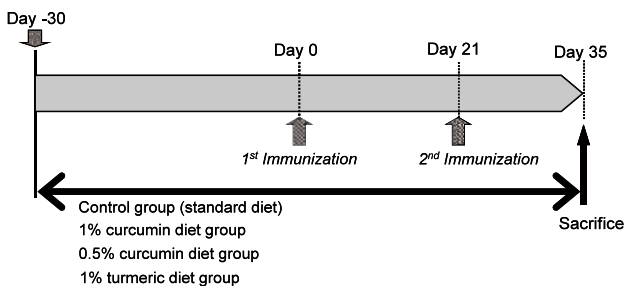 Day -30
Day 0
Day 21
Day 35
1st Immunization
2nd Immunization
Control group (standard diet)
1% curcumin diet group
0.5% curcumin diet group
1% turmeric diet group
Sacrifice